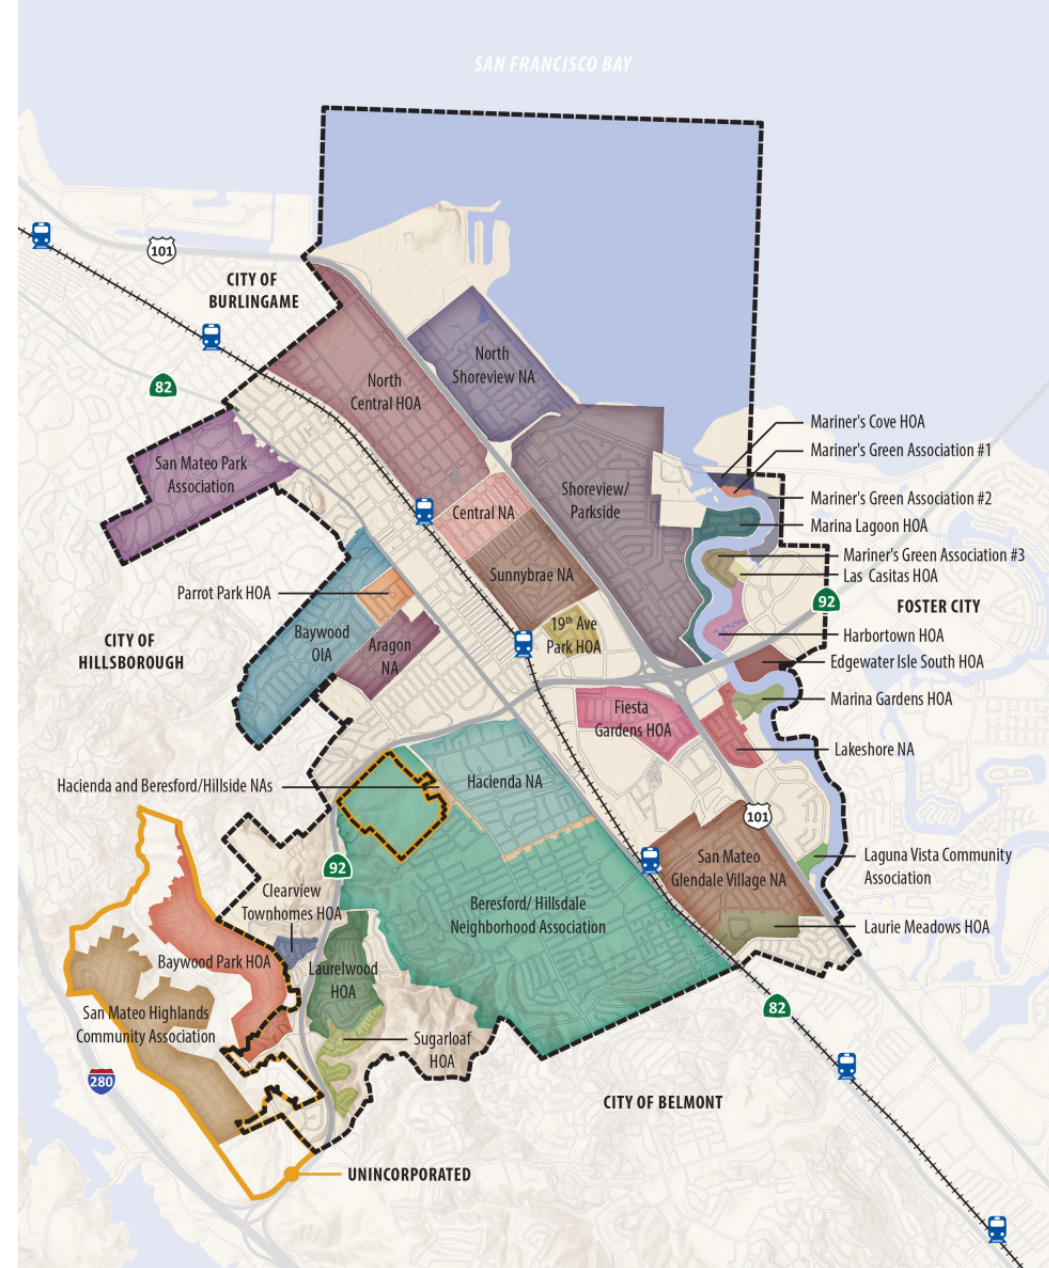 SAN FRANCISCO BAY
101
CITY OF
BURLINGAME
82
North
Shoreview NA
North
Central HOA
San Mateo Park
Association
Shoreview/
Parkside
Central NA
Sunnybrae NA
Mariner's Cove HOA
Mariner's Green Association #1
Mariner's Green Association #2
Marina Lagoon HOA
Mariner's Green Association #3
Las Casitas HOA
92
FOSTER CITY
Harbortown HOA
Edgewater Isle South HOA
Marina Gardens HOA
Lakeshore NA
Parrot Park HOA
CITY OF
HILLSBOROUGH
Baywood
OIA
Aragon
NA
19th Ave
Park HOA
Fiesta
Gardens HOA
Hacienda and Beresford/Hillside NAs
Hacienda NA
101
San Mateo
Glendale Village NA
Laguna Vista Community
Association
Laurie Meadows HOA
92
Clearview
Townhomes HOA
Beresford/ Hillsdale
Neighborhood Association
Baywood Park HOA
Laurelwood
HOA
San Mateo Highlands
Community Association
Sugarloaf
HOA
82
280
CITY OF BELMONT
UNINCORPORATED